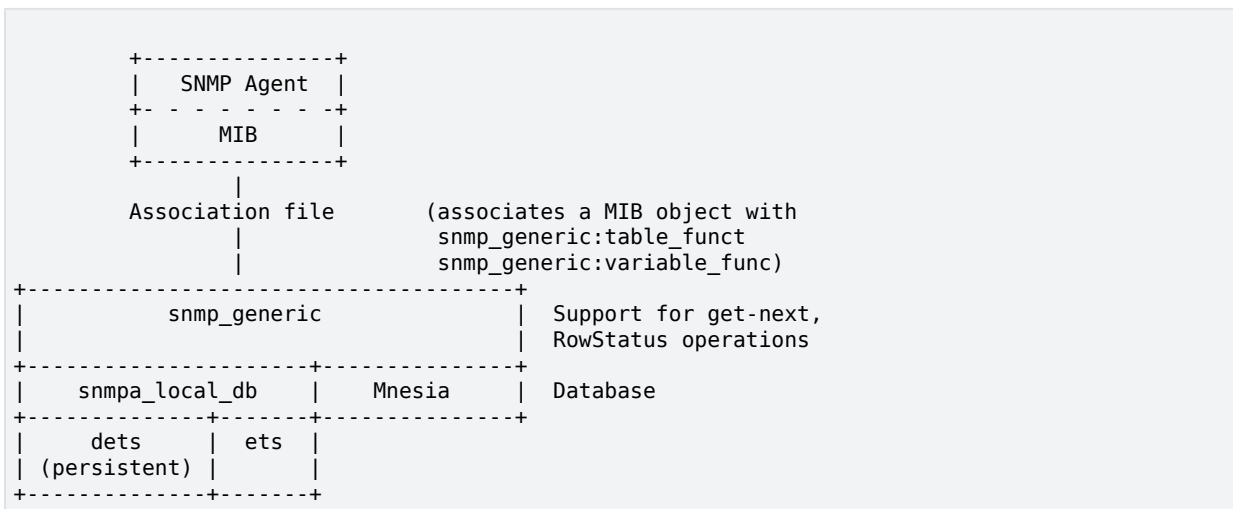 +---------------+
|   SNMP Agent  |
+- - - - - - - -+
|      MIB      |
+---------------+
|
Association file       (associates a MIB object with
|               snmp_generic:table_funct
|               snmp_generic:variable_func)
+--------------------------------------+
|           snmp_generic               |  Support for get-next,
|                                      |  RowStatus operations
+----------------------+---------------+
|    snmpa_local_db    |    Mnesia     |  Database
+--------------+-------+---------------+
|     dets     |  ets  |
| (persistent) |       |
+--------------+-------+